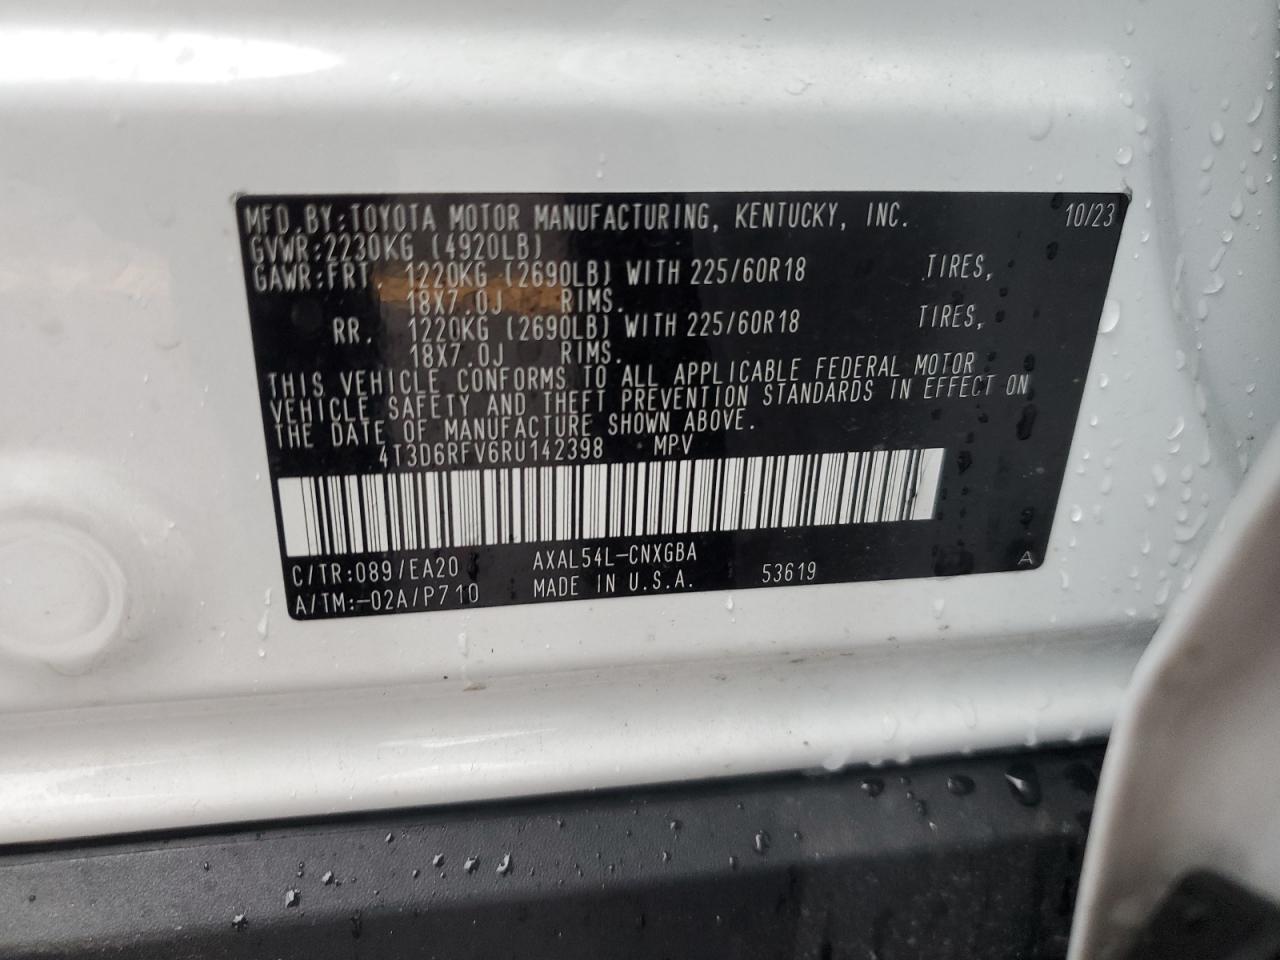 MFD.BY:TOYOTA MOTOR MANUFACTURING, KENTUCKY, INC. 10/23
GVWR:2230KG (4920LB)
GAWR:FRT. 1220KG (2690LB) WITH 225/60R18 TIRES,
18X7.0J RIMS.
RR. 1220KG (2690LB) WITH 225/60R18 TIRES,
18X7.0J RIMS.
THIS VEHICLE CONFORMS TO ALL APPLICABLE FEDERAL MOTOR
VEHICLE SAFETY AND THEFT PREVENTION STANDARDS IN EFFECT ON
THE DATE OF MANUFACTURE SHOWN ABOVE.
4T3D6RFV6RU142398 MPV
C/TR:089/EA20 AXAL54L-CNXGBA
A/TM:-02A/P710 MADE IN U.S.A. 53619 A